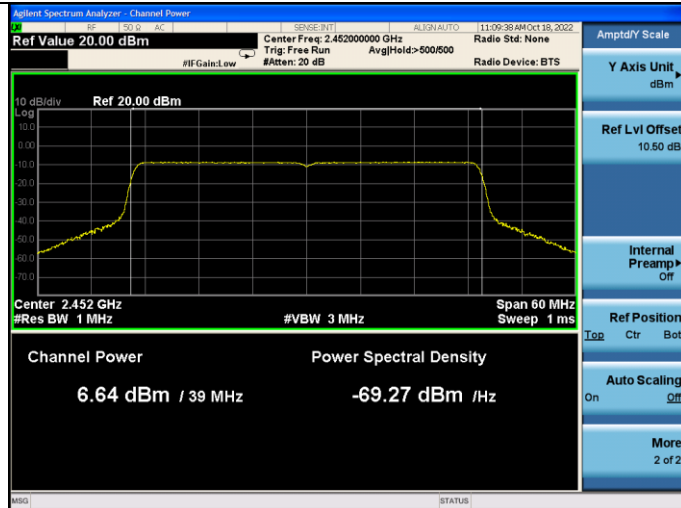 Agilent Spectrum Analyzer - Channel Power
LXI RF 50 Ω AC SENSE:INT ALIGN AUTO 11:09:38 AM Oct 18, 2022
Ref Value 20.00 dBm Center Freq: 2.452000000 GHz Radio Std: None
Trig: Free Run Avg|Hold:>500/500
#IFGain:Low #Atten: 20 dB Radio Device: BTS
10 dB/div Ref 20.00 dBm
Log
10.0
0.00
-10.0
-20.0
-30.0
-40.0
-50.0
-60.0
-70.0
Center 2.452 GHz Span 60 MHz
#Res BW 1 MHz #VBW 3 MHz Sweep 1 ms
Channel Power Power Spectral Density
6.64 dBm / 39 MHz -69.27 dBm /Hz
MSG STATUS
Amptd/Y Scale
Y Axis Unit
dBm
Ref Lvl Offset
10.50 dB
Internal
Preamp
Off
Ref Position
Top Ctr Bot
Auto Scaling
On Off
More
2 of 2